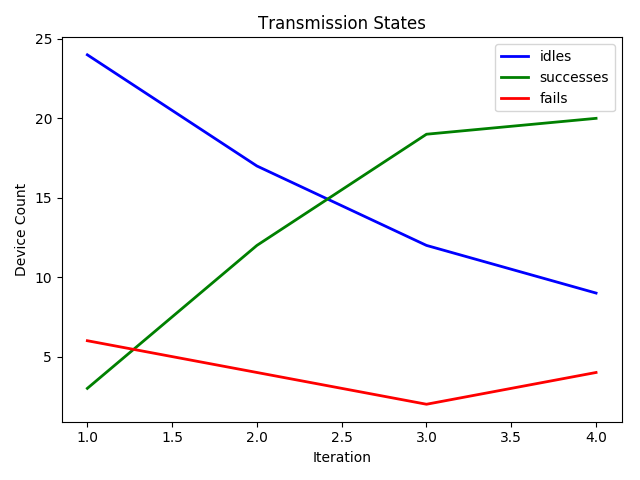 Transmission States
idles
successes
fails
Device Count
25
20
15
10
5
1.0 1.5 2.0 2.5 3.0 3.5 4.0
Iteration